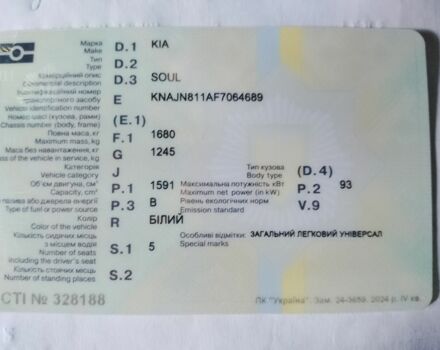 Марка D.1 KIA
Make
Тип D.2
Type
Комерційний опис D.3 SOUL
Commercial description
Ідентифікаційний номер
транспортного засобу E KNAJN811AF7064689
Vehicle identification number
Номер шасі (кузова, рами) (E.1)
Chassis number (body, frame)
Повна маса, кг F.1 1680
Maximum mass, kg
Маса без навантаження, кг G 1245
Mass of the vehicle in service, kg
Категорія J Тип кузова (D.4)
Vehicle category Body type
Об'єм двигуна, см³ P.1 1591 Максимальна потужність кВт P.2 93
Capacity, cm³ Maximum net power (in kW)
палива або джерела енергії P.3 B Рівень екологічних норм V.9
Type of fuel or power source Emission standard
Колір R БІЛИЙ
Color of the vehicle
Кількість сидячих місць Особливі відмітки: ЗАГАЛЬНИЙ ЛЕГКОВИЙ УНІВЕРСАЛ
з місцем водія S.1 5 Special marks
Number of seats
including the driver's seat
Кількість стоячих місць S.2
Number of standing places
СТІ № 328188 ПК "Україна". Зам. 24-3659. 2024 р. IV кв.